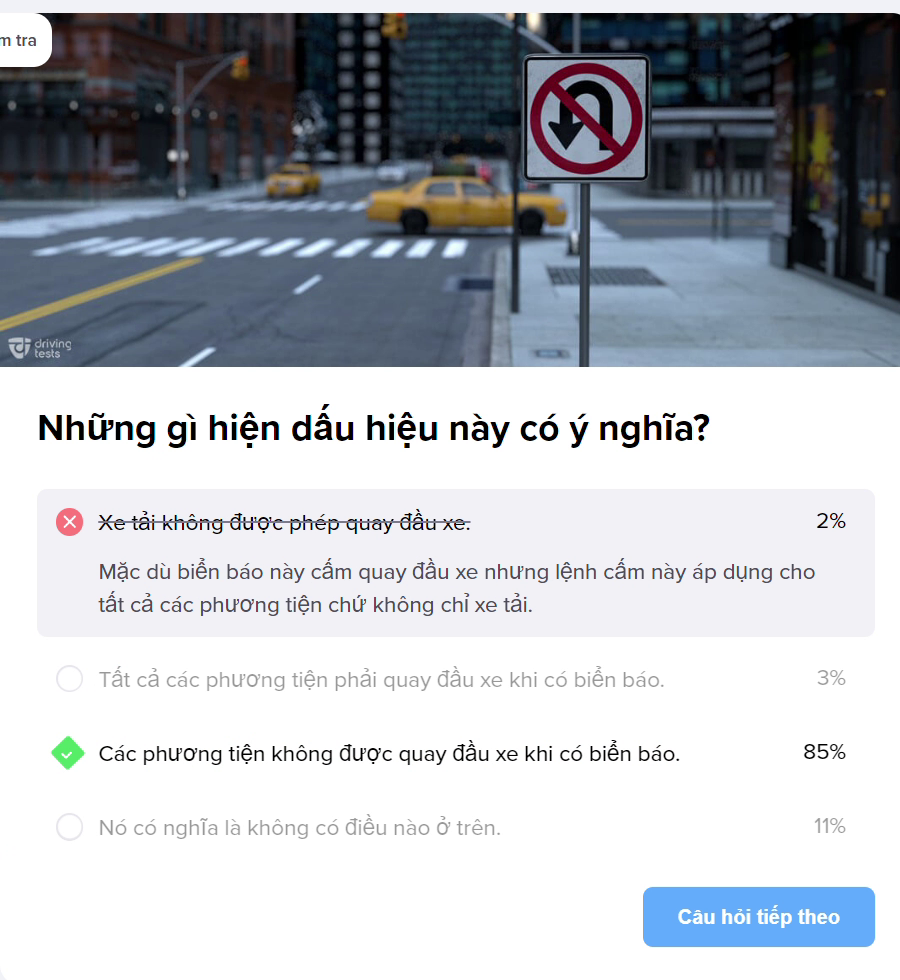 m tra
driving
tests
Những gì hiện dấu hiệu này có ý nghĩa?
Xe tải không được phép quay đầu xe.
2%
Mặc dù biển báo này cấm quay đầu xe nhưng lệnh cấm này áp dụng cho
tất cả các phương tiện chứ không chỉ xe tải.
Tất cả các phương tiện phải quay đầu xe khi có biển báo.
3%
Các phương tiện không được quay đầu xe khi có biển báo.
85%
Nó có nghĩa là không có điều nào ở trên.
11%
Câu hỏi tiếp theo